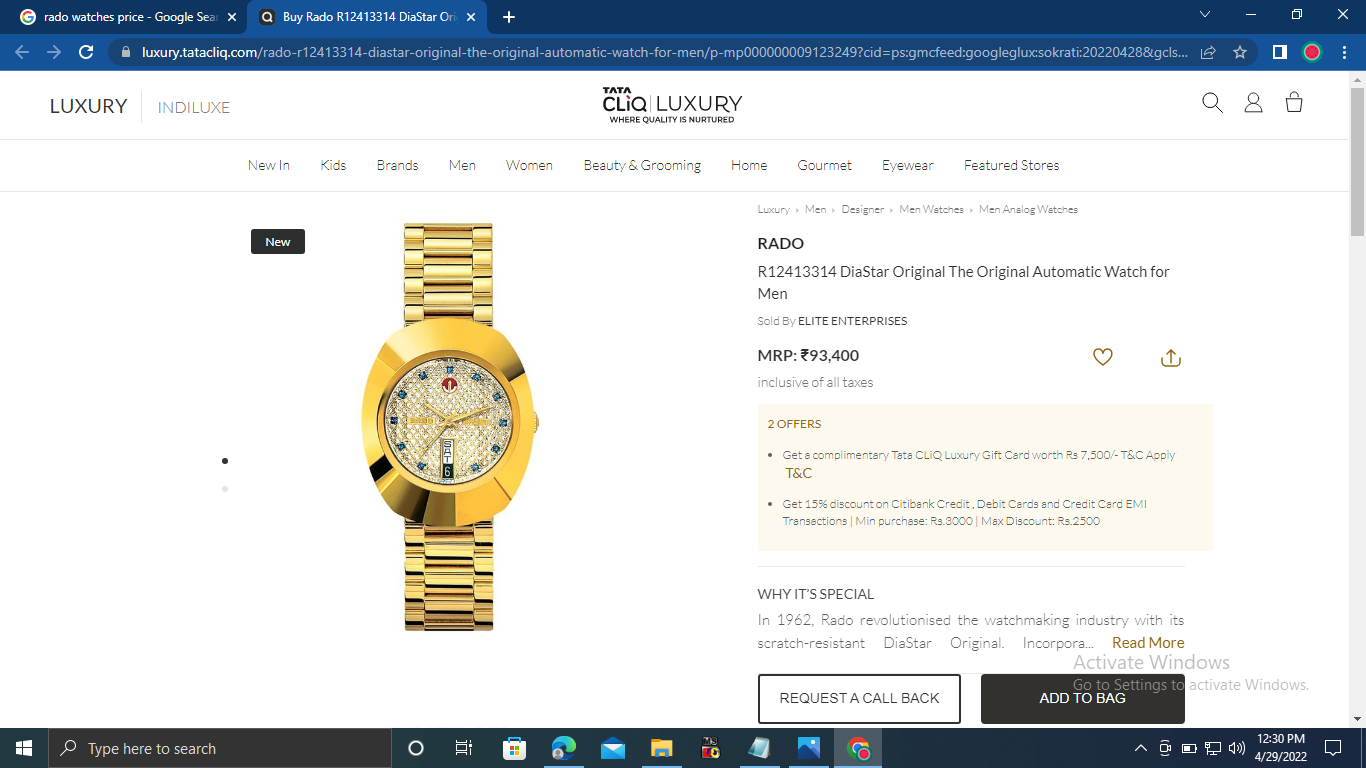 rado watches price - Google Sear
Buy Rado R12413314 DiaStar Ori
luxury.tatacliq.com/rado-r12413314-diastar-original-the-original-automatic-watch-for-men/p-mp000000009123249?cid=ps:gmcfeed:googleglux:sokrati:20220428&gcls...
LUXURY
INDILUXE
TATA
CLiQ LUXURY
WHERE QUALITY IS NURTURED
New In Kids Brands Men Women Beauty & Grooming Home Gourmet Eyewear Featured Stores
Luxury › Men › Designer › Men Watches › Men Analog Watches
New
RADO
R12413314 DiaStar Original The Original Automatic Watch for
Men
Sold By ELITE ENTERPRISES
MRP: ₹93,400
inclusive of all taxes
2 OFFERS
• Get a complimentary Tata CLiQ Luxury Gift Card worth Rs 7,500/- T&C Apply
T&C
• Get 15% discount on Citibank Credit , Debit Cards and Credit Card EMI
Transactions | Min purchase: Rs.3000 | Max Discount: Rs.2500
SAT
6
WHY IT'S SPECIAL
In 1962, Rado revolutionised the watchmaking industry with its
scratch-resistant DiaStar Original. Incorpora... Read More
Activate Windows
Go to Settings to activate Windows.
REQUEST A CALL BACK
ADD TO BAG
Type here to search
12:30 PM
4/29/2022